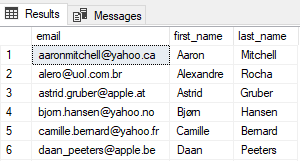 Results Messages
email first_name last_name
1 aaronmitchell@yahoo.ca Aaron Mitchell
2 alero@uol.com.br Alexandre Rocha
3 astrid.gruber@apple.at Astrid Gruber
4 bjorn.hansen@yahoo.no Bjørn Hansen
5 camille.bernard@yahoo.fr Camille Bernard
6 daan_peeters@apple.be Daan Peeters